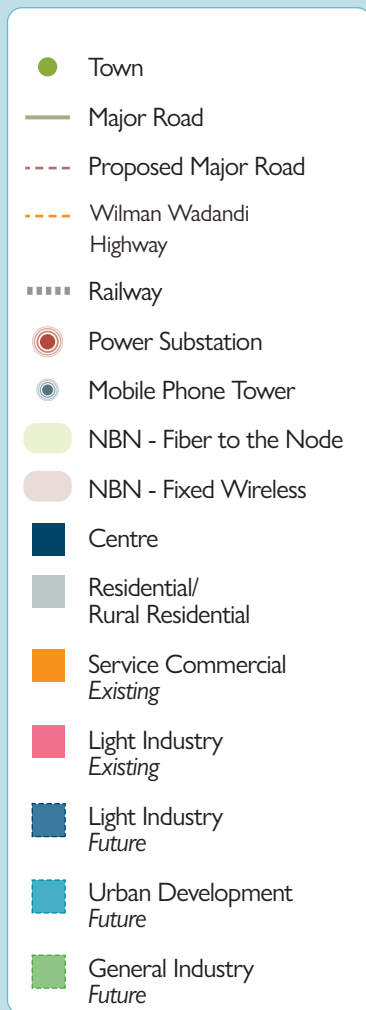 Town
Major Road
Proposed Major Road
Wilman Wadandi
Highway
Railway
Power Substation
Mobile Phone Tower
NBN - Fiber to the Node
NBN - Fixed Wireless
Centre
Residential/
Rural Residential
Service Commercial
Existing
Light Industry
Existing
Light Industry
Future
Urban Development
Future
General Industry
Future